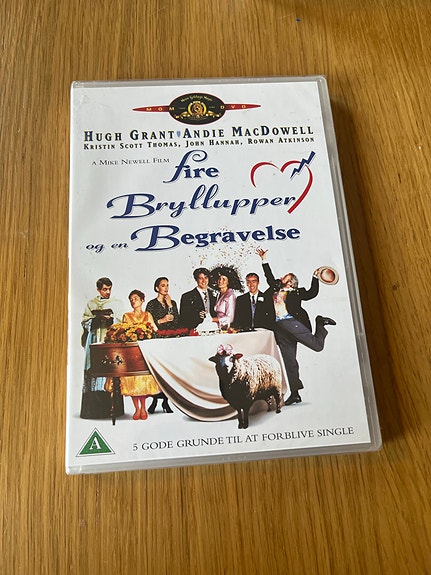 MGM DVD
HUGH GRANT ANDIE MACDOWELL
KRISTIN SCOTT THOMAS, JOHN HANNAH, ROWAN ATKINSON
A MIKE NEWELL FILM
fire
Bryllupper
og en Begravelse
A
5 GODE GRUNDE TIL AT FORBLIVE SINGLE